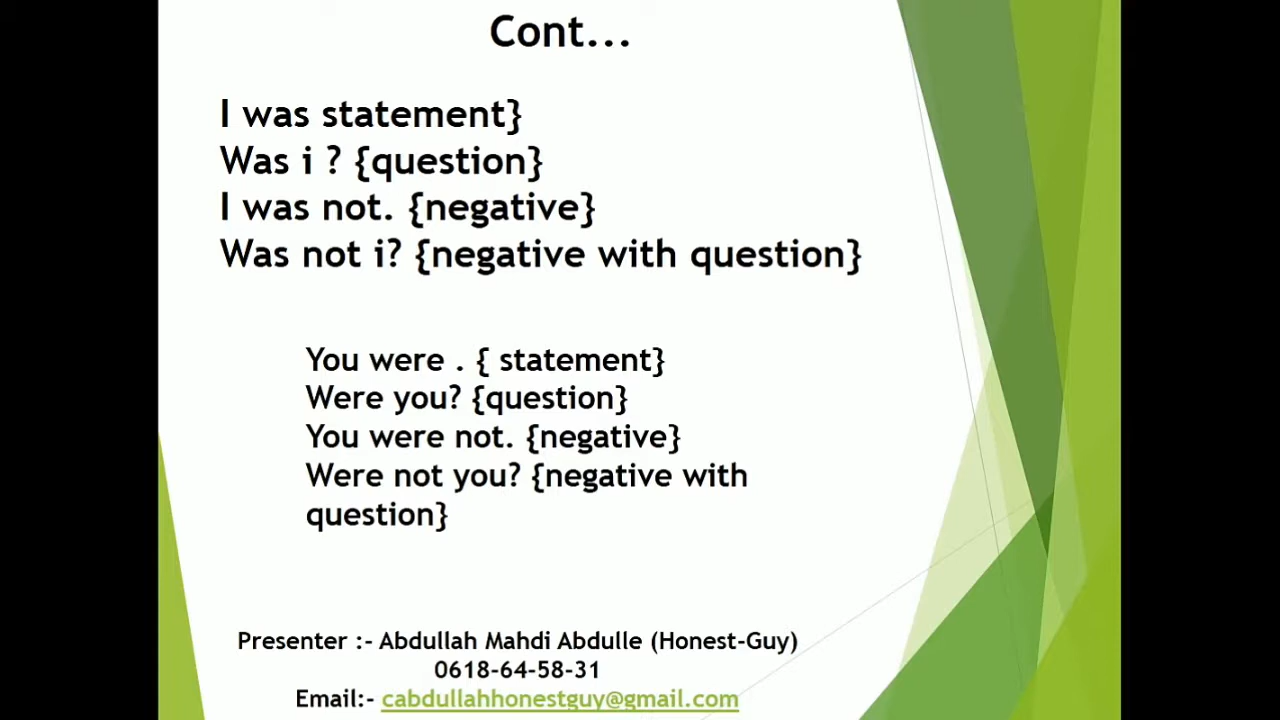 Cont...
I was statement}
Was i ? {question}
I was not. {negative}
Was not i? {negative with question}
You were . { statement}
Were you? {question}
You were not. {negative}
Were not you? {negative with
question}
Presenter :- Abdullah Mahdi Abdulle (Honest-Guy)
0618-64-58-31
Email:- cabdullahhonestguy@gmail.com